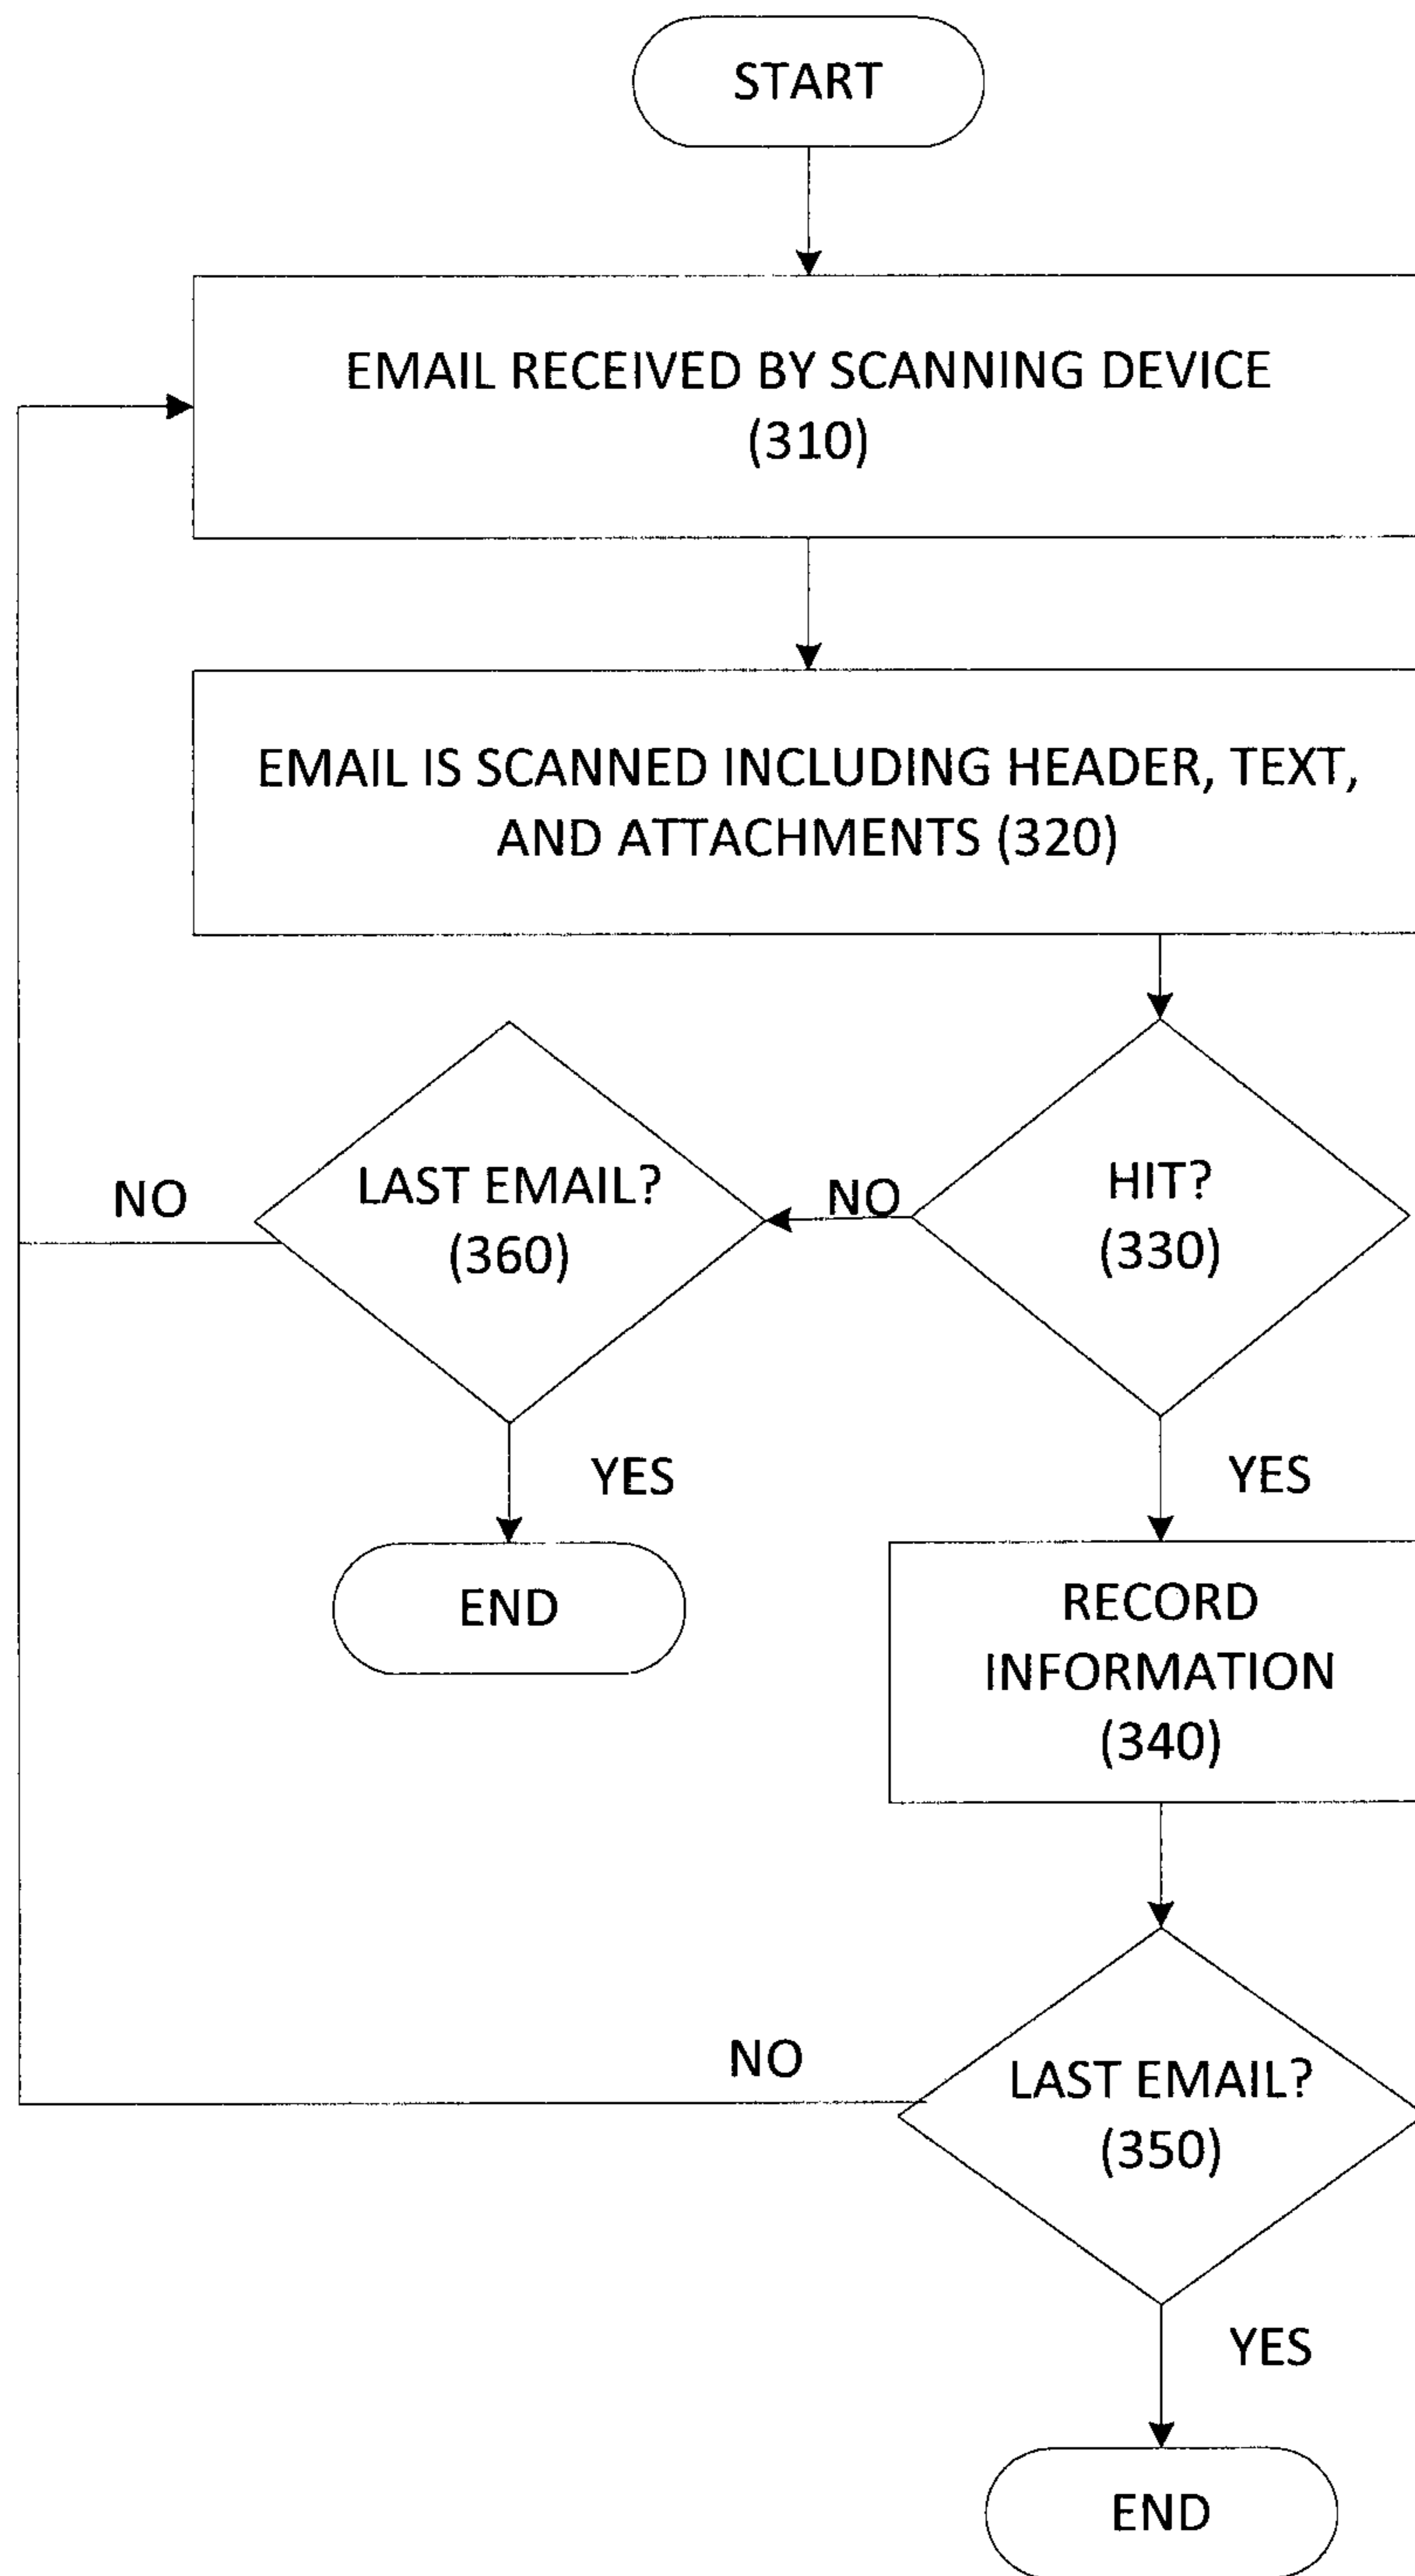 START
EMAIL RECEIVED BY SCANNING DEVICE
(310)
EMAIL IS SCANNED INCLUDING HEADER, TEXT,
AND ATTACHMENTS (320)
LAST EMAIL?
(360)
NO
NO
HIT?
(330)
YES
YES
END
RECORD
INFORMATION
(340)
NO
LAST EMAIL?
(350)
YES
END